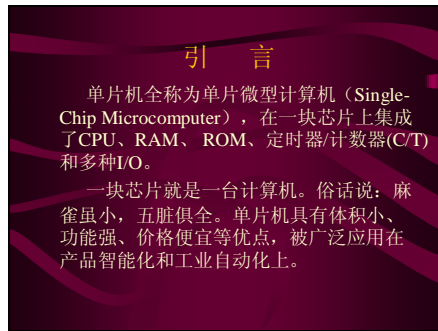 引 言
单片机全称为单片微型计算机（Single-
Chip Microcomputer），在一块芯片上集成
了CPU、RAM、 ROM、定时器/计数器(C/T)
和多种I/O。
一块芯片就是一台计算机。俗话说：麻
雀虽小，五脏俱全。单片机具有体积小、
功能强、价格便宜等优点，被广泛应用在
产品智能化和工业自动化上。